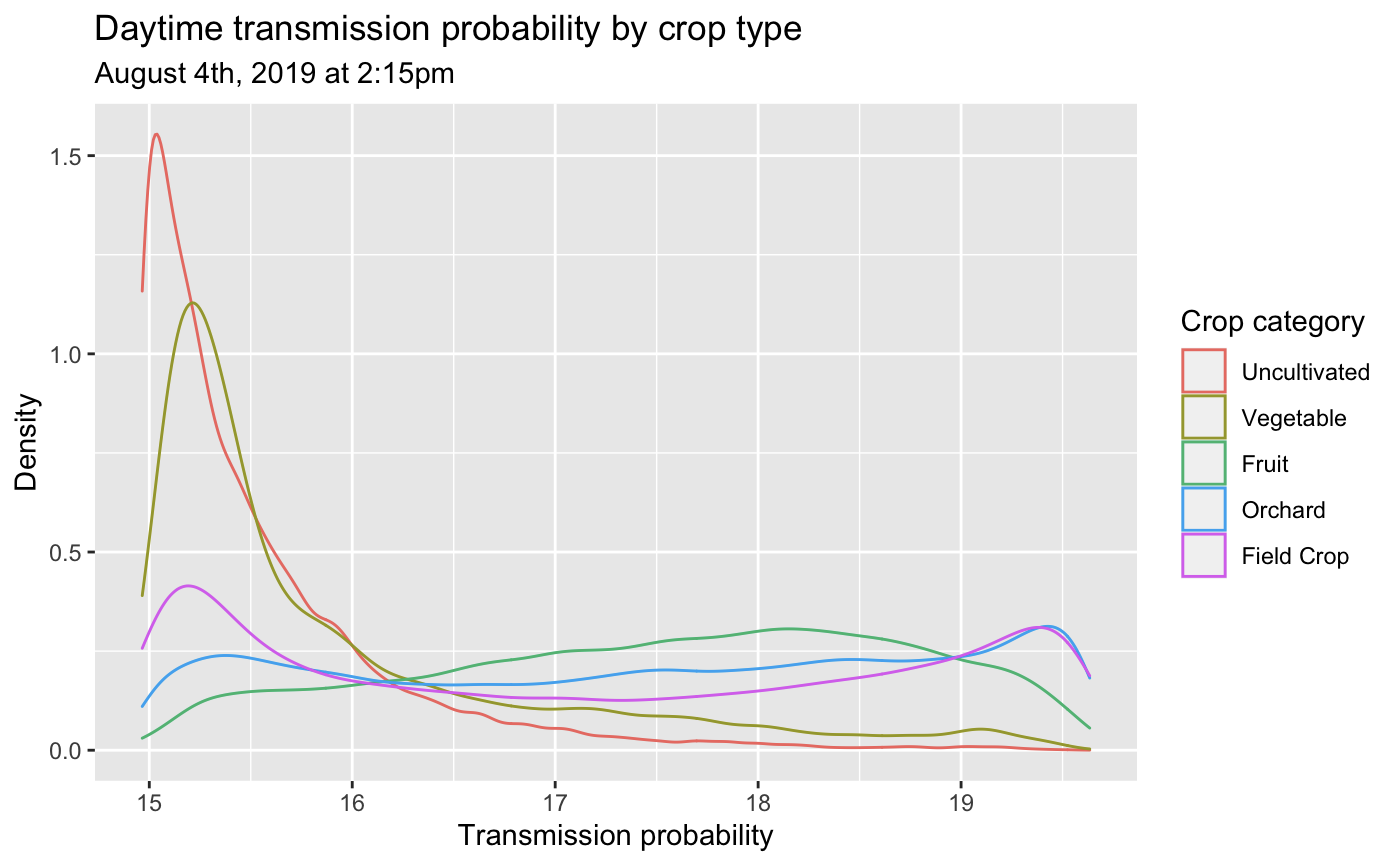 Daytime transmission probability by crop type
August 4th, 2019 at 2:15pm
1.5
1.0
0.5
0.0
Density
15 16 17 18 19
Transmission probability
Crop category
Uncultivated
Vegetable
Fruit
Orchard
Field Crop